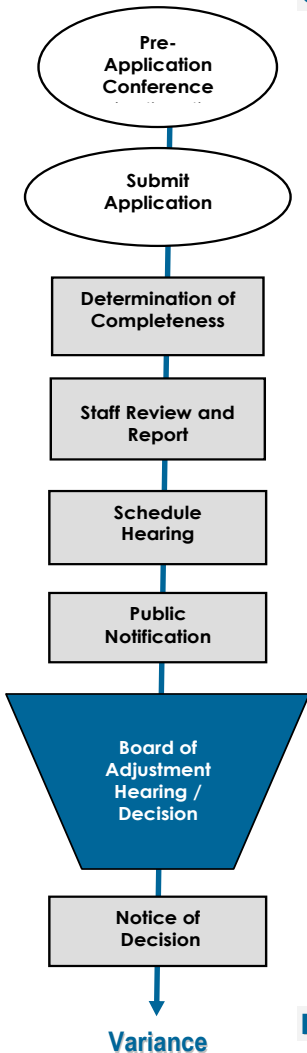 Pre-
Application
Conference
Submit
Application
Determination of
Completeness
Staff Review and
Report
Schedule
Hearing
Public
Notification
Board of
Adjustment
Hearing /
Decision
Notice of
Decision
Variance